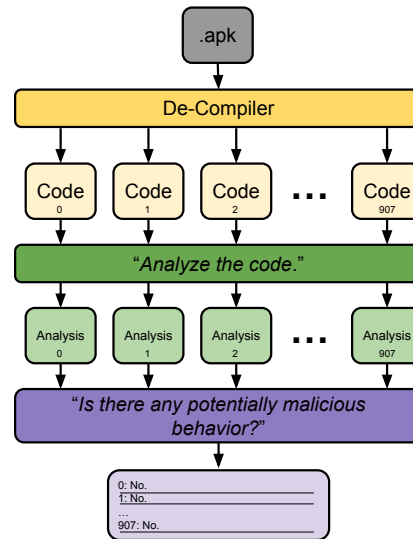 .apk
De-Compiler
Code Code Code ... Code
0 1 2 907
“Analyze the code.”
Analysis Analysis Analysis ... Analysis
0 1 2 907
“Is there any potentially malicious
behavior?”
0: No.
1: No.
...
907: No.